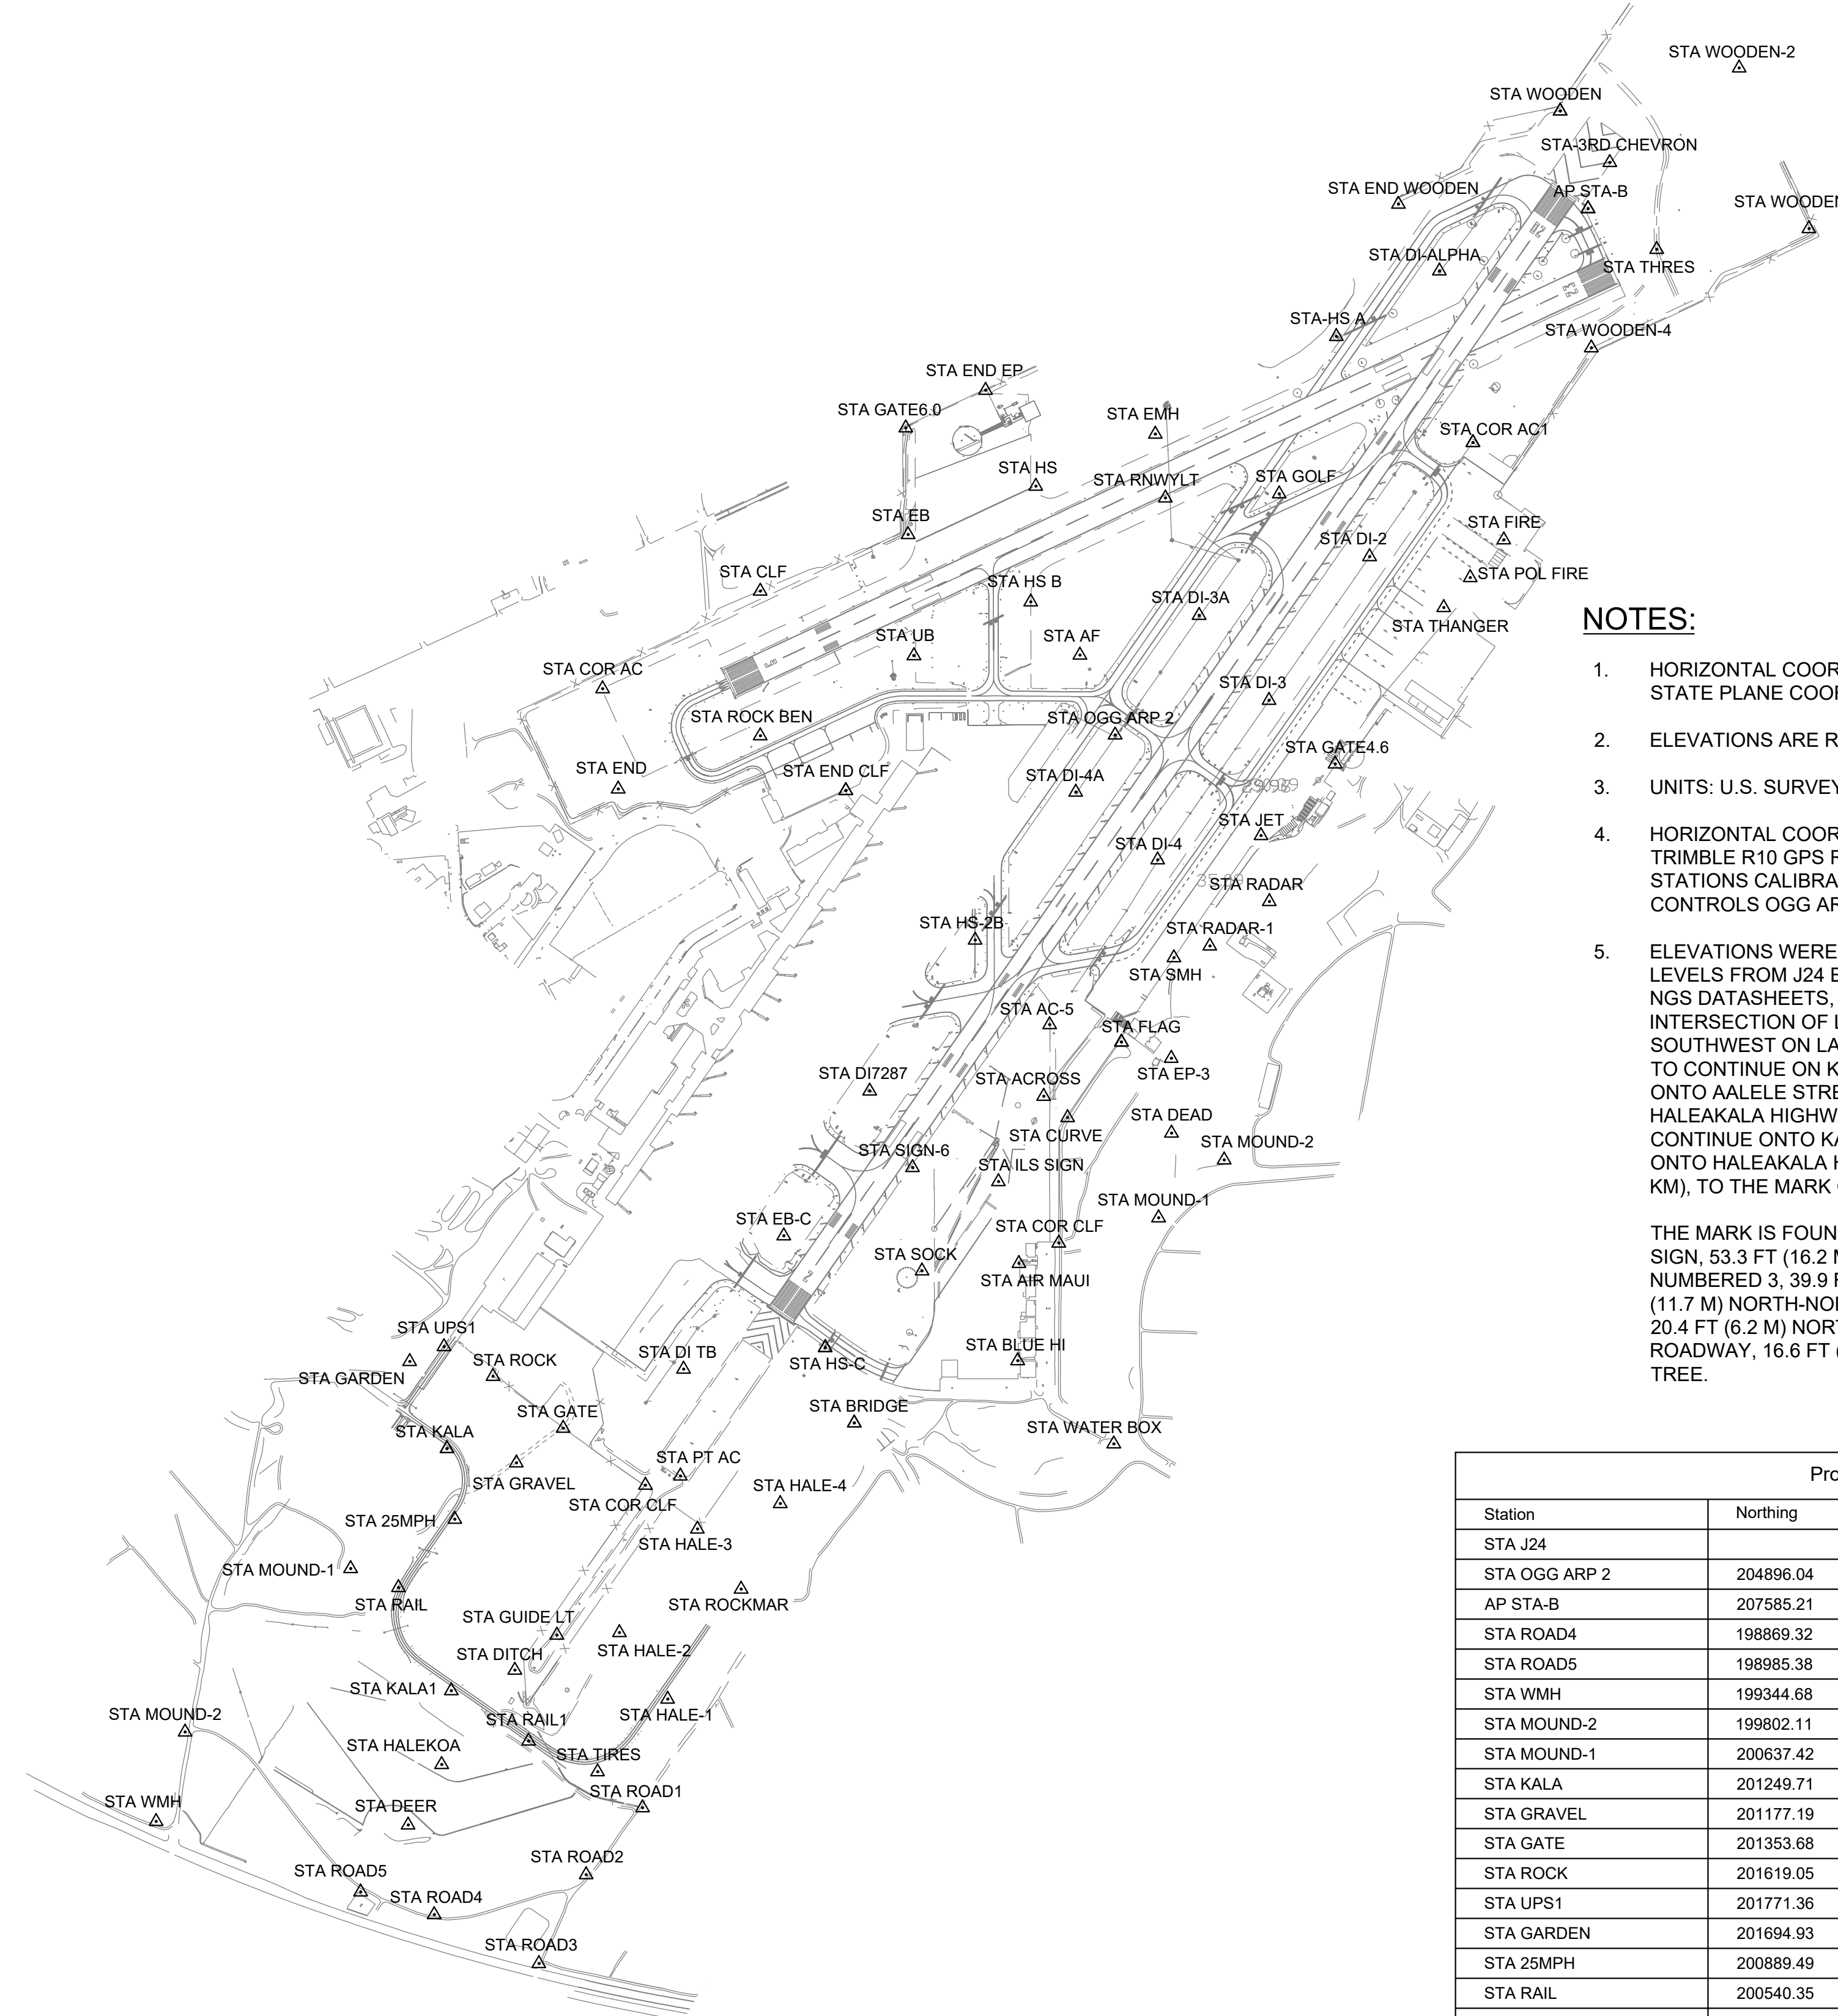 STA WOODEN-2
STA WOODEN
STA-3RD CHEVRON
STA END WOODEN
AP STA-B
STA WOODEN
STA DI-ALPHA
STA THRES
STA-HS A
STA WOODEN-4
STA END EP
STA GATE6.0
STA EMH
STA COR AC1
STA HS
STA RNWYLT
STA GOLF
STA EB
STA FIRE
STA DI-2
STA CLF
STA HS B
STA POL FIRE
STA DI-3A
STA THANGER
STA UB
STA AF
STA COR AC
STA DI-3
STA ROCK BEN
STA OGG ARP 2
STA GATE4.6
STA END
STA END CLF
STA DI-4A
STA JET
STA DI-4
STA RADAR
STA HS-2B
STA RADAR-1
STA SMH
STA AC-5
STA FLAG
STA DI7287
STA ACROSS
STA EP-3
STA DEAD
STA CURVE
STA MOUND-2
STA SIGN-6
STA ILS SIGN
STA MOUND-1
STA EB-C
STA COR CLF
STA SOCK
STA AIR MAUI
STA UPS1
STA BLUE HI
STA DI TB
STA HS-C
STA ROCK
STA GARDEN
STA BRIDGE
STA GATE
STA WATER BOX
STA KALA
STA PT AC
STA GRAVEL
STA HALE-4
STA COR CLF
STA 25MPH
STA HALE-3
STA MOUND-1
STA RAIL
STA ROCKMAR
STA GUIDE LT
STA HALE-2
STA DITCH
STA KALA1
STA MOUND-2
STA HALE-1
STA RAIL1
STA HALEKOA
STA TIRES
STA ROAD1
STA WMH
STA DEER
STA ROAD2
STA ROAD5
STA ROAD4
STA ROAD3
20
23
5
2
NOTES:
1. HORIZONTAL COOR
STATE PLANE COO
2. ELEVATIONS ARE R
3. UNITS: U.S. SURVEY
4. HORIZONTAL COOR
TRIMBLE R10 GPS R
STATIONS CALIBRA
CONTROLS OGG AR
5. ELEVATIONS WERE
LEVELS FROM J24 E
NGS DATASHEETS,
INTERSECTION OF L
SOUTHWEST ON LA
TO CONTINUE ON K
ONTO AALELE STRE
HALEAKALA HIGHW
CONTINUE ONTO KA
ONTO HALEAKALA H
KM), TO THE MARK
THE MARK IS FOUN
SIGN, 53.3 FT (16.2 M
NUMBERED 3, 39.9 F
(11.7 M) NORTH-NOR
20.4 FT (6.2 M) NORT
ROADWAY, 16.6 FT (
TREE.
Pro
Station Northing
STA J24
STA OGG ARP 2 204896.04
AP STA-B 207585.21
STA ROAD4 198869.32
STA ROAD5 198985.38
STA WMH 199344.68
STA MOUND-2 199802.11
STA MOUND-1 200637.42
STA KALA 201249.71
STA GRAVEL 201177.19
STA GATE 201353.68
STA ROCK 201619.05
STA UPS1 201771.36
STA GARDEN 201694.93
STA 25MPH 200889.49
STA RAIL 200540.35